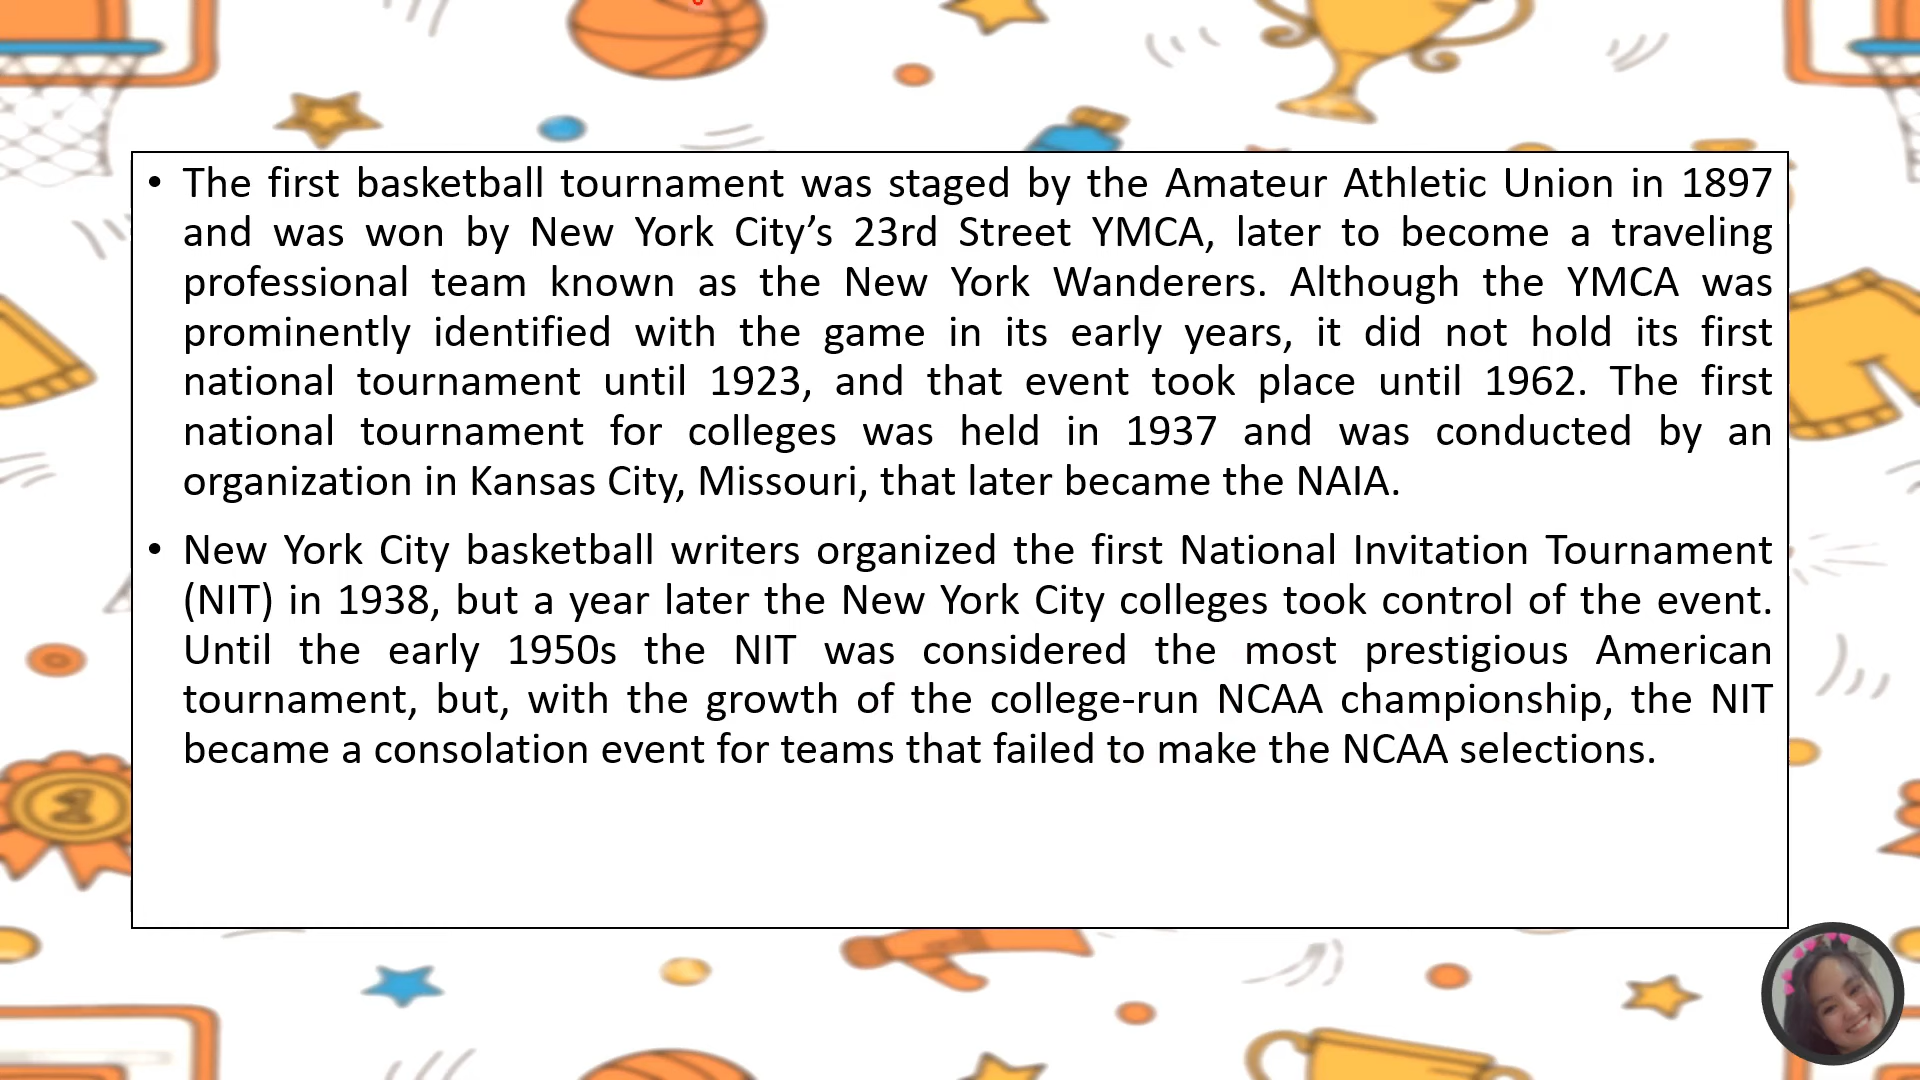 • The first basketball tournament was staged by the Amateur Athletic Union in 1897
and was won by New York City’s 23rd Street YMCA, later to become a traveling
professional team known as the New York Wanderers. Although the YMCA was
prominently identified with the game in its early years, it did not hold its first
national tournament until 1923, and that event took place until 1962. The first
national tournament for colleges was held in 1937 and was conducted by an
organization in Kansas City, Missouri, that later became the NAIA.
• New York City basketball writers organized the first National Invitation Tournament
(NIT) in 1938, but a year later the New York City colleges took control of the event.
Until the early 1950s the NIT was considered the most prestigious American
tournament, but, with the growth of the college-run NCAA championship, the NIT
became a consolation event for teams that failed to make the NCAA selections.